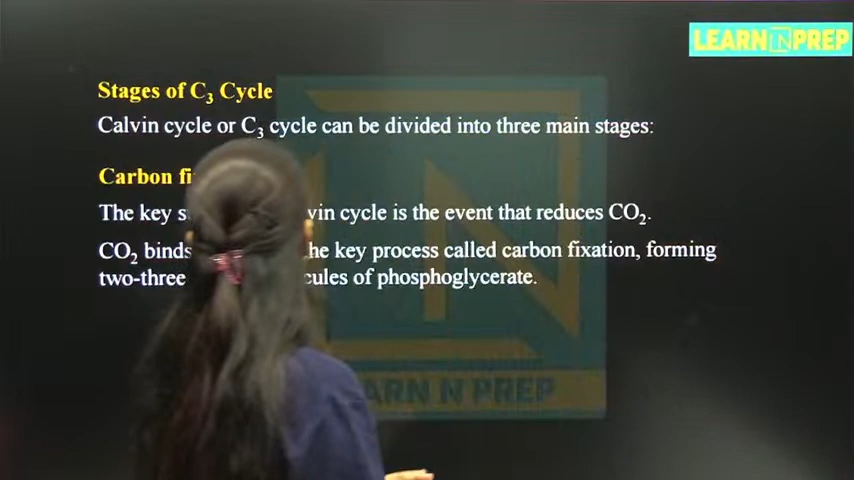 LEARN IN PREP
Stages of C₃ Cycle
Calvin cycle or C₃ cycle can be divided into three main stages:
Carbon
The key vin cycle is the event that reduces CO₂.
CO₂ binds he key process called carbon fixation, forming
two-three cules of phosphoglycerate.
ARN N PREP